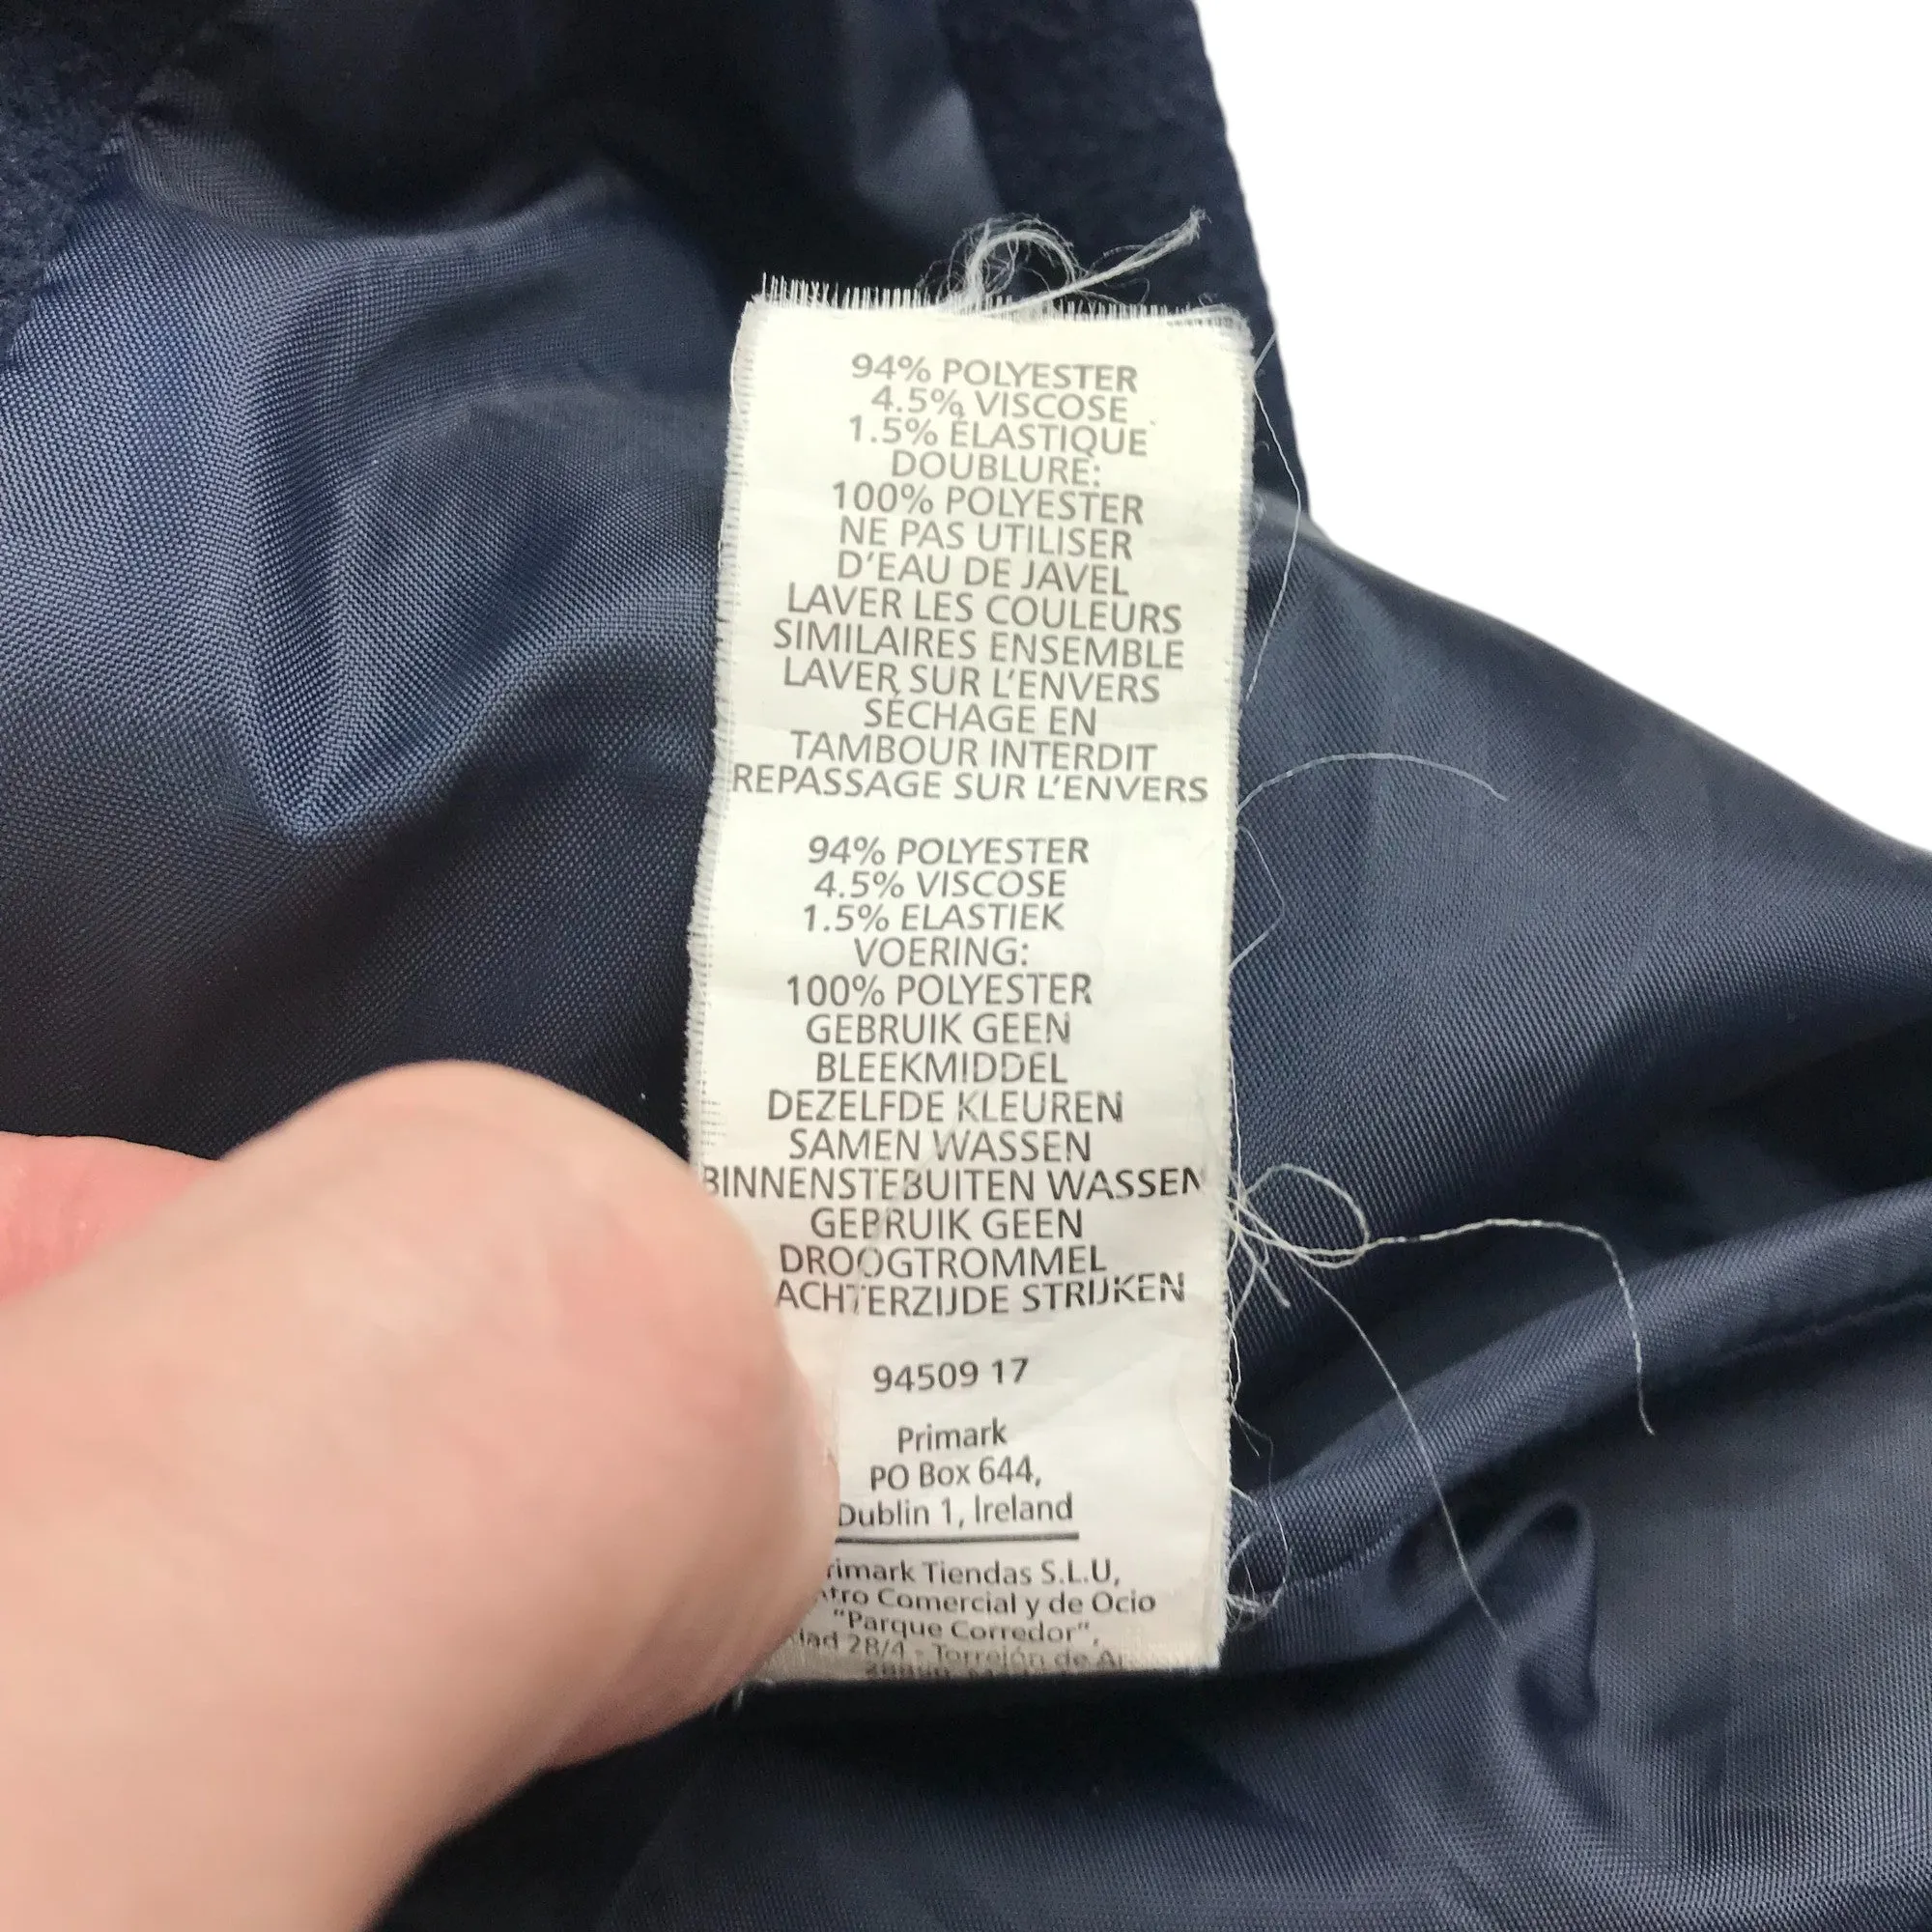 94% POLYESTER
4.5% VISCOSE
1.5% ÉLASTIQUE
DOUBLURE:
100% POLYESTER
NE PAS UTILISER
D'EAU DE JAVEL
LAVER LES COULEURS
SIMILAIRES ENSEMBLE
LAVER SUR L'ENVERS
SÉCHAGE EN
TAMBOUR INTERDIT
REPASSAGE SUR L'ENVERS
94% POLYESTER
4.5% VISCOSE
1.5% ELASTIEK
VOERING:
100% POLYESTER
GEBRUIK GEEN
BLEEKMIDDEL
DEZELFDE KLEUREN
SAMEN WASSEN
BINNENSTEBUITEN WASSEN
GEBRUIK GEEN
DROOGTROMMEL
ACHTERZIJDE STRIJKEN
94509 17
Primark
PO Box 644,
Dublin 1, Ireland
Tiendas S.L.U,
Comercial y de Ocio
"Parque Corredor",
28/4 - Torrejón de